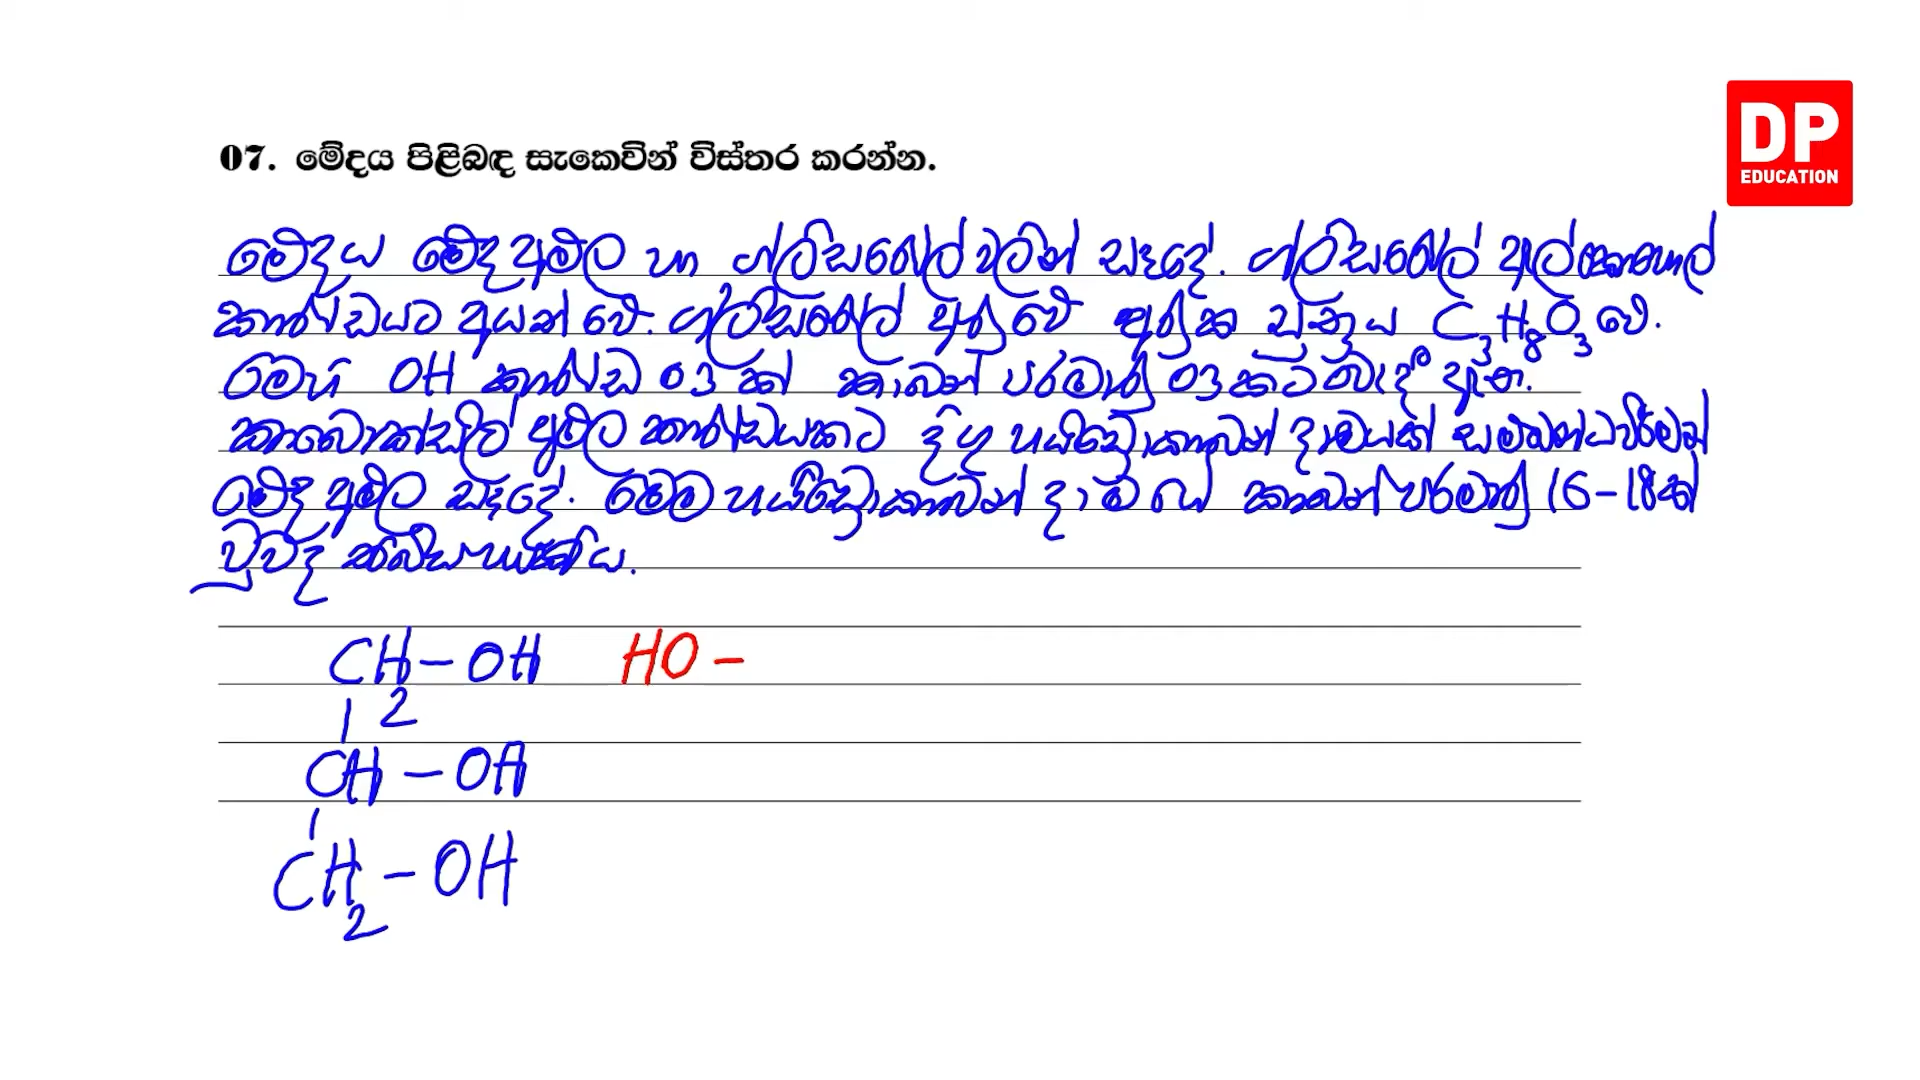 DP
EDUCATION
07. මේදය පිළිබඳ සැකෙවින් විස්තර කරන්න.
මේදය මේද අම්ල හා ග්ලිසරෝල් වලින් සෑදේ. ග්ලිසරෝල් ඇල්කොහොල්
කාණ්ඩයට අයත් වේ. ග්ලිසරෝල් අණුවේ අණුක සූත්‍රය C3H8O3 වේ.
මෙහි OH කාණ්ඩ 03 ක් කාබන් පරමාණු 03 කට බැඳී ඇත.
කාබොක්සිල් අම්ල කාණ්ඩයකට දිගු හයිඩ්‍රොකාබන් දාමයක් සම්බන්ධ වීමෙන්
මේද අම්ල සෑදේ. මෙම හයිඩ්‍රොකාබන් දාම වල කාබන් පරමාණු 16-18 ක්
වුවද තිබිය හැකිය.
CH2 - OH HO -
CH - OH
CH2 - OH